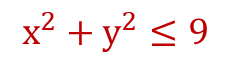 x² + y² ≤ 9